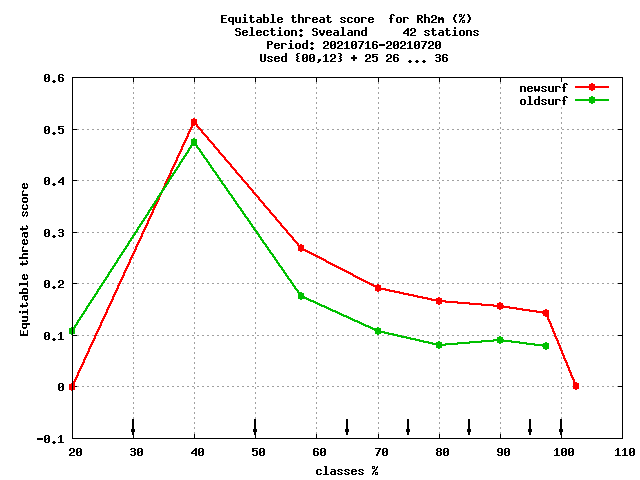 Equitable threat score  for Rh2m (%)
Selection: Svealand     42 stations
Period: 20210716-20210720
Used {00,12} + 25 26 ... 36
newsurf
oldsurf
0.6
0.5
0.4
0.3
0.2
0.1
0
-0.1
Equitable threat score
20 30 40 50 60 70 80 90 100 110
classes %